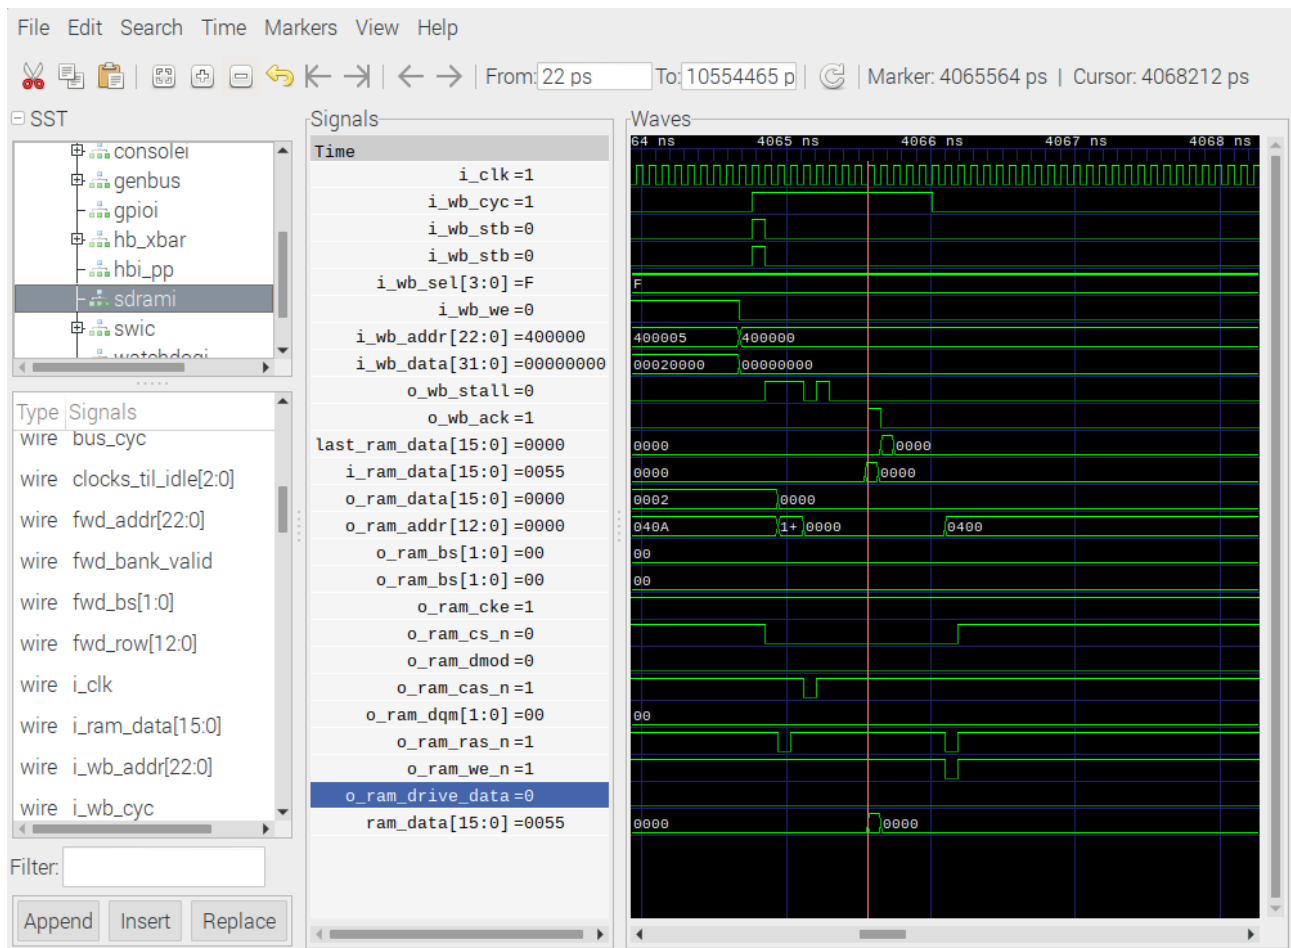 File Edit Search Time Markers View Help
From: 22 ps To: 10554465 p Marker: 4065564 ps | Cursor: 4068212 ps
SST
consolei
genbus
gpioi
hb_xbar
hbi_pp
sdrami
swic
Type Signals
wire bus_cyc
wire clocks_til_idle[2:0]
wire fwd_addr[22:0]
wire fwd_bank_valid
wire fwd_bs[1:0]
wire fwd_row[12:0]
wire i_clk
wire i_ram_data[15:0]
wire i_wb_addr[22:0]
wire i_wb_cyc
Filter:
Append Insert Replace
Signals
Time
i_clk=1
i_wb_cyc=1
i_wb_stb=0
i_wb_stb=0
i_wb_sel[3:0]=F
i_wb_we=0
i_wb_addr[22:0]=400000
i_wb_data[31:0]=00000000
o_wb_stall=0
o_wb_ack=1
last_ram_data[15:0]=0000
i_ram_data[15:0]=0055
o_ram_data[15:0]=0000
o_ram_addr[12:0]=0000
o_ram_bs[1:0]=00
o_ram_bs[1:0]=00
o_ram_cke=1
o_ram_cs_n=0
o_ram_dmod=0
o_ram_cas_n=1
o_ram_dqm[1:0]=00
o_ram_ras_n=1
o_ram_we_n=1
o_ram_drive_data=0
ram_data[15:0]=0055
Waves
64 ns 4065 ns 4066 ns 4067 ns 4068 ns
F
400005 400000
00020000 00000000
0000 0000
0000 0000
0002 0000
040A 1+ 0000 0400
00
00
00
0000 0000